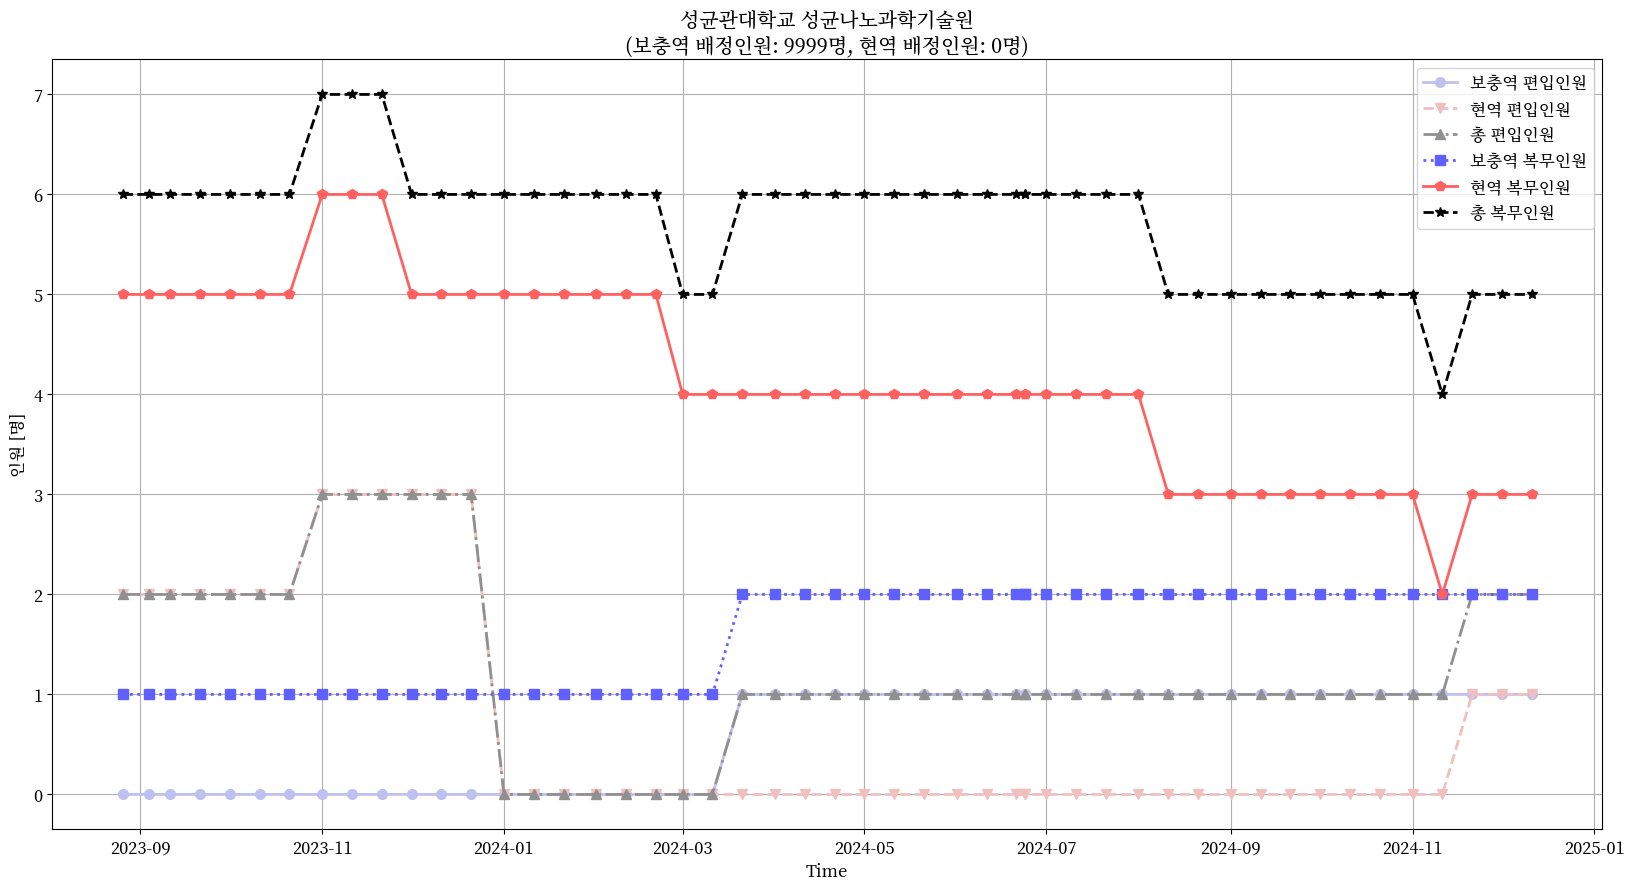 성균관대학교 성균나노과학기술원
(보충역 배정인원: 9999명, 현역 배정인원: 0명)
보충역 편입인원
현역 편입인원
총 편입인원
보충역 복무인원
현역 복무인원
총 복무인원
인원 [명]
7
6
5
4
3
2
1
0
2023-09
2023-11
2024-01
2024-03
2024-05
2024-07
2024-09
2024-11
2025-01
Time